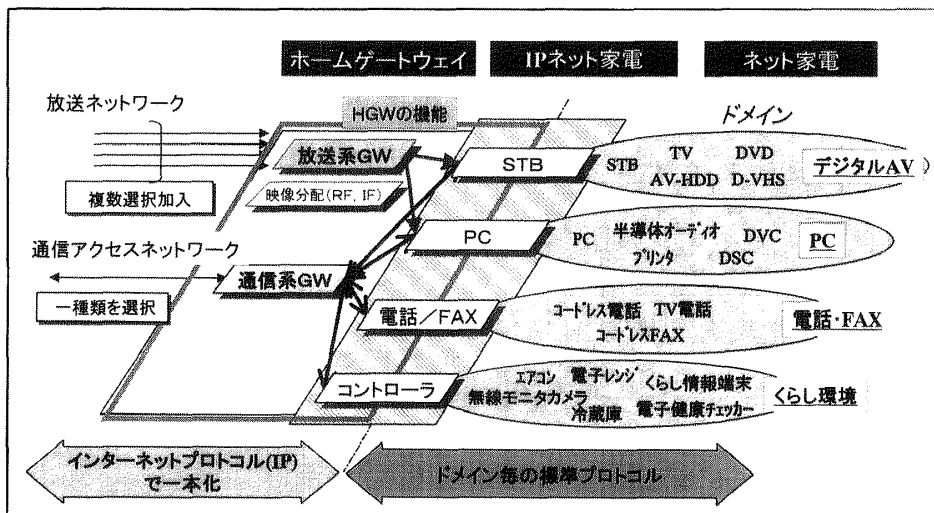 ホームゲートウェイ
IPネット家電
ネット家電
放送ネットワーク
HGWの機能
ドメイン
放送系GW
STB
STB TV DVD
AV-HDD D-VHS
デジタルAV
複数選択加入
映像分配(RF, IF)
PC
PC 半導体オーディオ DVC
プリンタ DSC
PC
通信アクセスネットワーク
通信系GW
一種類を選択
電話/FAX
コードレス電話 TV電話
コードレスFAX
電話・FAX
コントローラ
エアコン 電子レンジ くらし情報端末
無線モニタカメラ
冷蔵庫 電子健康チェッカー
くらし環境
インターネットプロトコル(IP)
で一本化
ドメイン毎の標準プロトコル